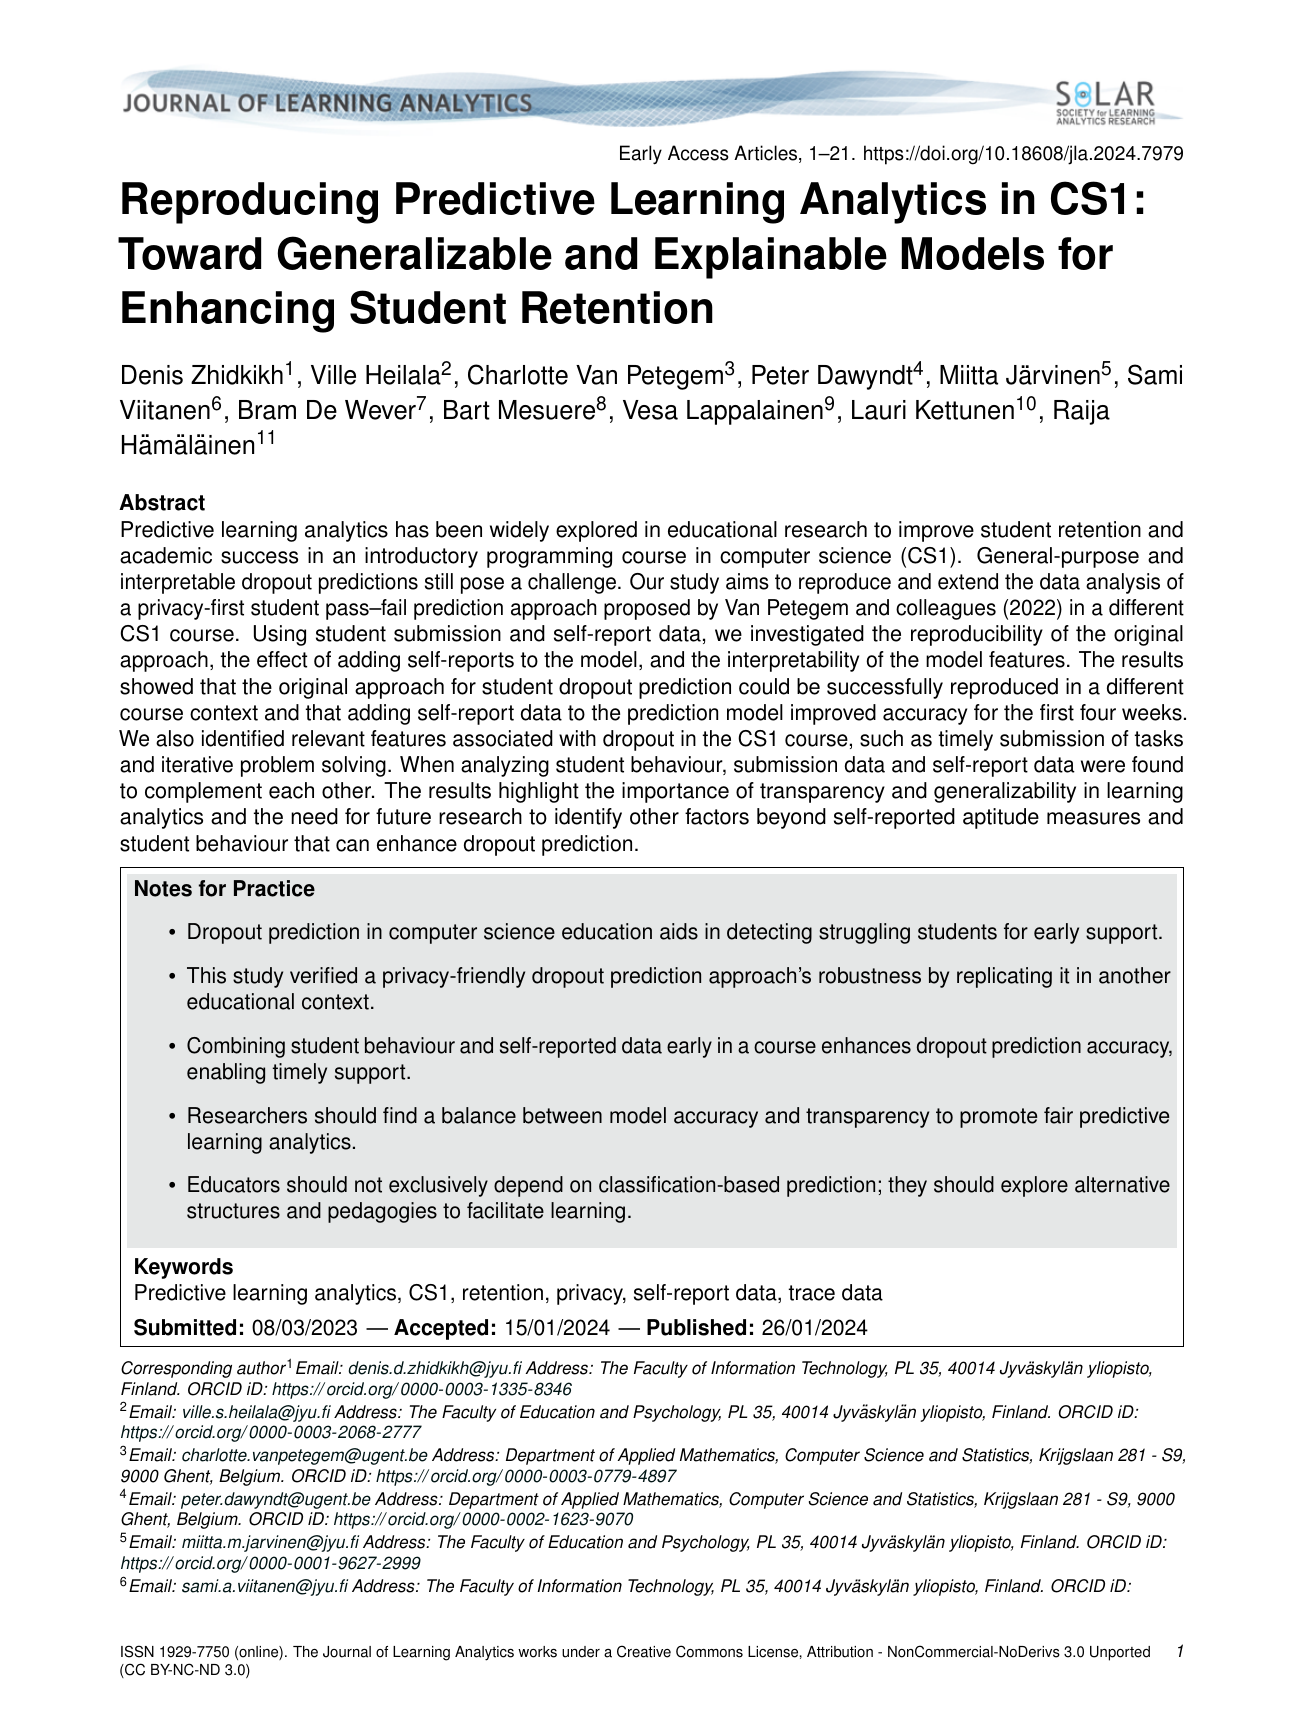 JOURNAL OF LEARNING ANALYTICS
SOLAR
SOCIETY for LEARNING
ANALYTICS RESEARCH
Early Access Articles, 1–21. https://doi.org/10.18608/jla.2024.7979
Reproducing Predictive Learning Analytics in CS1:
Toward Generalizable and Explainable Models for
Enhancing Student Retention
Denis Zhidkikh1, Ville Heilala2, Charlotte Van Petegem3, Peter Dawyndt4, Miitta Järvinen5, Sami
Viitanen6, Bram De Wever7, Bart Mesuere8, Vesa Lappalainen9, Lauri Kettunen10, Raija
Hämäläinen11
Abstract
Predictive learning analytics has been widely explored in educational research to improve student retention and
academic success in an introductory programming course in computer science (CS1). General-purpose and
interpretable dropout predictions still pose a challenge. Our study aims to reproduce and extend the data analysis of
a privacy-first student pass–fail prediction approach proposed by Van Petegem and colleagues (2022) in a different
CS1 course. Using student submission and self-report data, we investigated the reproducibility of the original
approach, the effect of adding self-reports to the model, and the interpretability of the model features. The results
showed that the original approach for student dropout prediction could be successfully reproduced in a different
course context and that adding self-report data to the prediction model improved accuracy for the first four weeks.
We also identified relevant features associated with dropout in the CS1 course, such as timely submission of tasks
and iterative problem solving. When analyzing student behaviour, submission data and self-report data were found
to complement each other. The results highlight the importance of transparency and generalizability in learning
analytics and the need for future research to identify other factors beyond self-reported aptitude measures and
student behaviour that can enhance dropout prediction.
Notes for Practice
• Dropout prediction in computer science education aids in detecting struggling students for early support.
• This study verified a privacy-friendly dropout prediction approach's robustness by replicating it in another
educational context.
• Combining student behaviour and self-reported data early in a course enhances dropout prediction accuracy,
enabling timely support.
• Researchers should find a balance between model accuracy and transparency to promote fair predictive
learning analytics.
• Educators should not exclusively depend on classification-based prediction; they should explore alternative
structures and pedagogies to facilitate learning.
Keywords
Predictive learning analytics, CS1, retention, privacy, self-report data, trace data
Submitted: 08/03/2023 — Accepted: 15/01/2024 — Published: 26/01/2024
Corresponding author1 Email: denis.d.zhidkikh@jyu.fi Address: The Faculty of Information Technology, PL 35, 40014 Jyväskylän yliopisto,
Finland. ORCID iD: https://orcid.org/0000-0003-1335-8346
2 Email: ville.s.heilala@jyu.fi Address: The Faculty of Education and Psychology, PL 35, 40014 Jyväskylän yliopisto, Finland. ORCID iD:
https://orcid.org/0000-0003-2068-2777
3 Email: charlotte.vanpetegem@ugent.be Address: Department of Applied Mathematics, Computer Science and Statistics, Krijgslaan 281 - S9,
9000 Ghent, Belgium. ORCID iD: https://orcid.org/0000-0003-0779-4897
4 Email: peter.dawyndt@ugent.be Address: Department of Applied Mathematics, Computer Science and Statistics, Krijgslaan 281 - S9, 9000
Ghent, Belgium. ORCID iD: https://orcid.org/0000-0002-1623-9070
5 Email: miitta.m.jarvinen@jyu.fi Address: The Faculty of Education and Psychology, PL 35, 40014 Jyväskylän yliopisto, Finland. ORCID iD:
https://orcid.org/0000-0001-9627-2999
6 Email: sami.a.viitanen@jyu.fi Address: The Faculty of Information Technology, PL 35, 40014 Jyväskylän yliopisto, Finland. ORCID iD:
ISSN 1929-7750 (online). The Journal of Learning Analytics works under a Creative Commons License, Attribution - NonCommercial-NoDerivs 3.0 Unported 1
(CC BY-NC-ND 3.0)